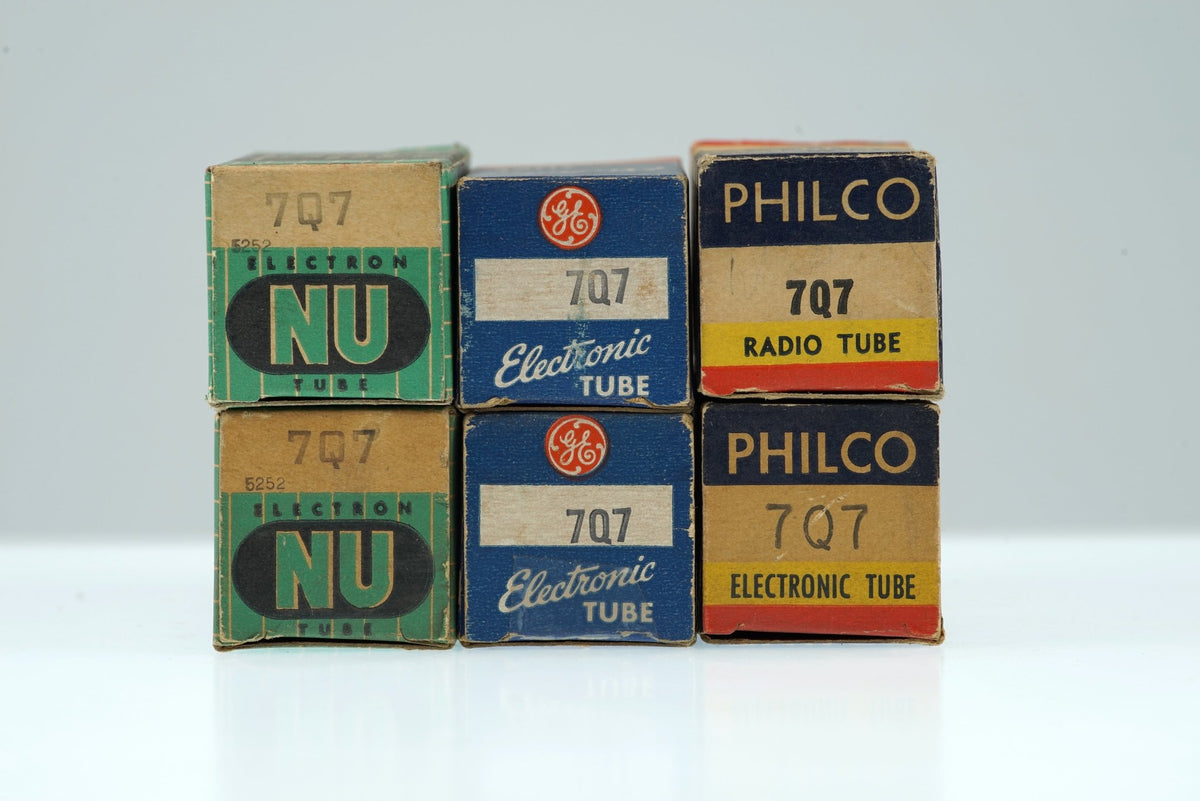 7Q7
5252
ELECTRON
NU
TUBE
GE
7Q7
Electronic
TUBE
PHILCO
7Q7
RADIO TUBE
7Q7
5252
ELECTRON
NU
TUBE
GE
7Q7
Electronic
TUBE
PHILCO
7Q7
ELECTRONIC TUBE